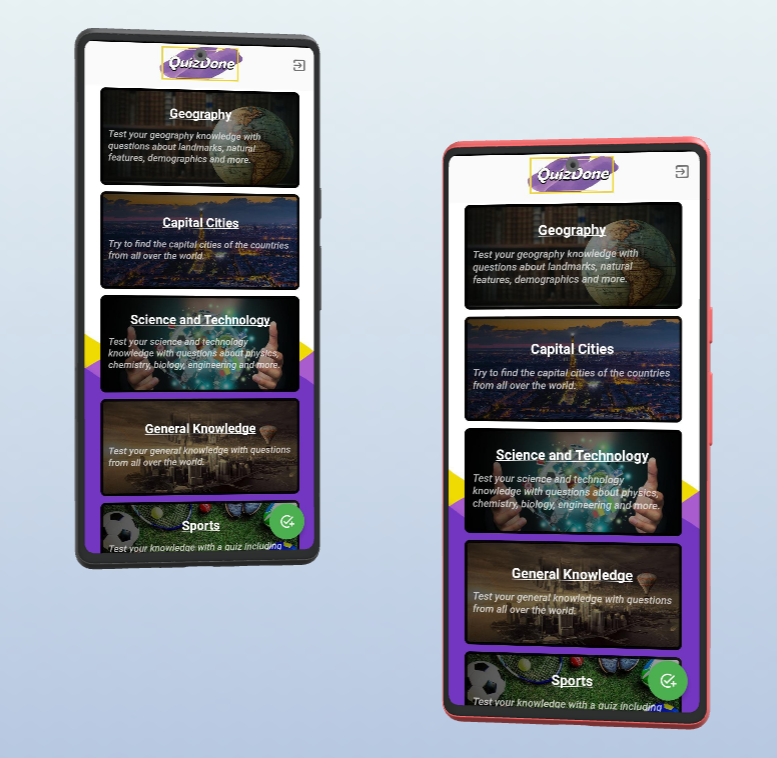 QuizDone
Geography
Test your geography knowledge with
questions about landmarks, natural
features, demographics and more.
Capital Cities
Try to find the capital cities of the countries
from all over the world.
Science and Technology
Test your science and technology
knowledge with questions about physics,
chemistry, biology, engineering and more.
General Knowledge
Test your general knowledge with questions
from all over the world.
Sports
Test your knowledge with a quiz including
QuizDone
Geography
Test your geography knowledge with
questions about landmarks, natural
features, demographics and more.
Capital Cities
Try to find the capital cities of the countries
from all over the world.
Science and Technology
Test your science and technology
knowledge with questions about physics,
chemistry, biology, engineering and more.
General Knowledge
Test your general knowledge with questions
from all over the world.
Sports
Test your knowledge with a quiz including